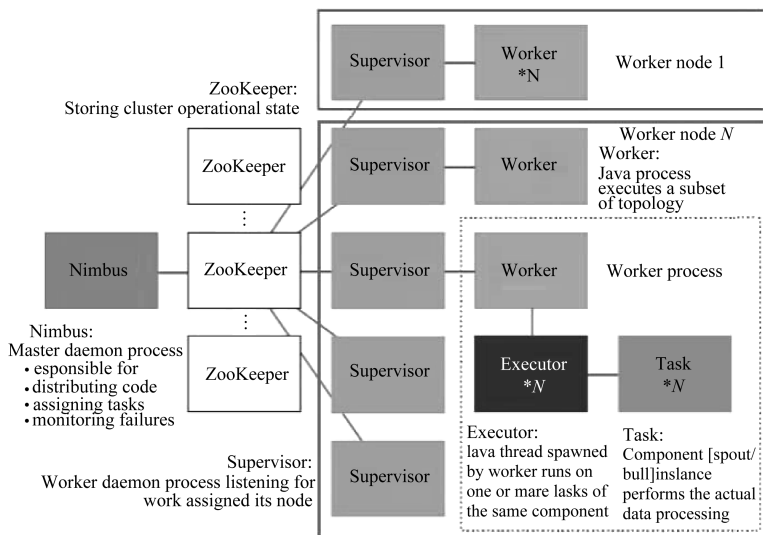 Supervisor
Worker
*N
Worker node 1
ZooKeeper:
Storing cluster operational state
ZooKeeper
Supervisor
Worker
Worker node N
Worker:
Java process
executes a subset
of topology
Nimbus
ZooKeeper
Supervisor
Worker
Worker process
Nimbus:
Master daemon process
• esponsible for
• distributing code
• assigning tasks
• monitoring failures
ZooKeeper
Supervisor
Executor
*N
Task
*N
Supervisor:
Worker daemon process listening for
work assigned its node
Supervisor
Executor:
lava thread spawned
by worker runs on
one or mare lasks of
the same component
Task:
Component [spout/
bull]inslance
performs the actual
data processing